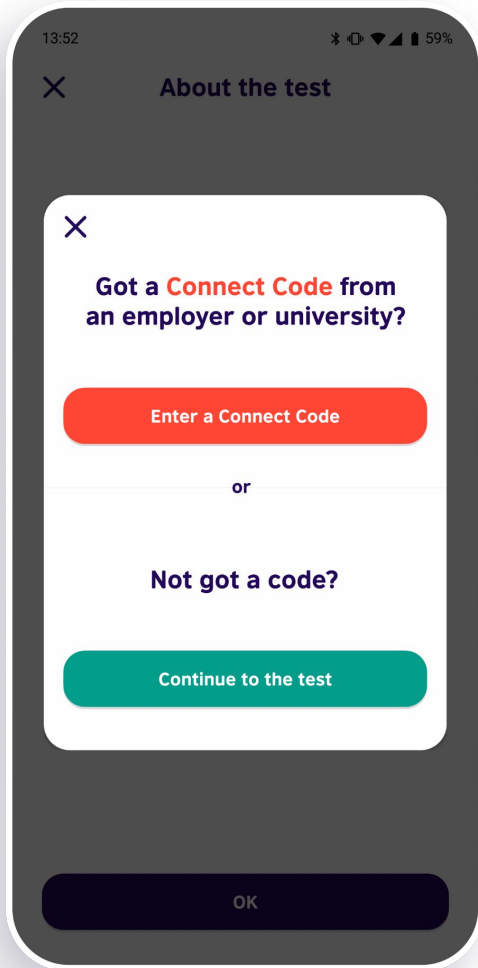 13:52
59%
About the test
Got a Connect Code from
an employer or university?
Enter a Connect Code
or
Not got a code?
Continue to the test
OK